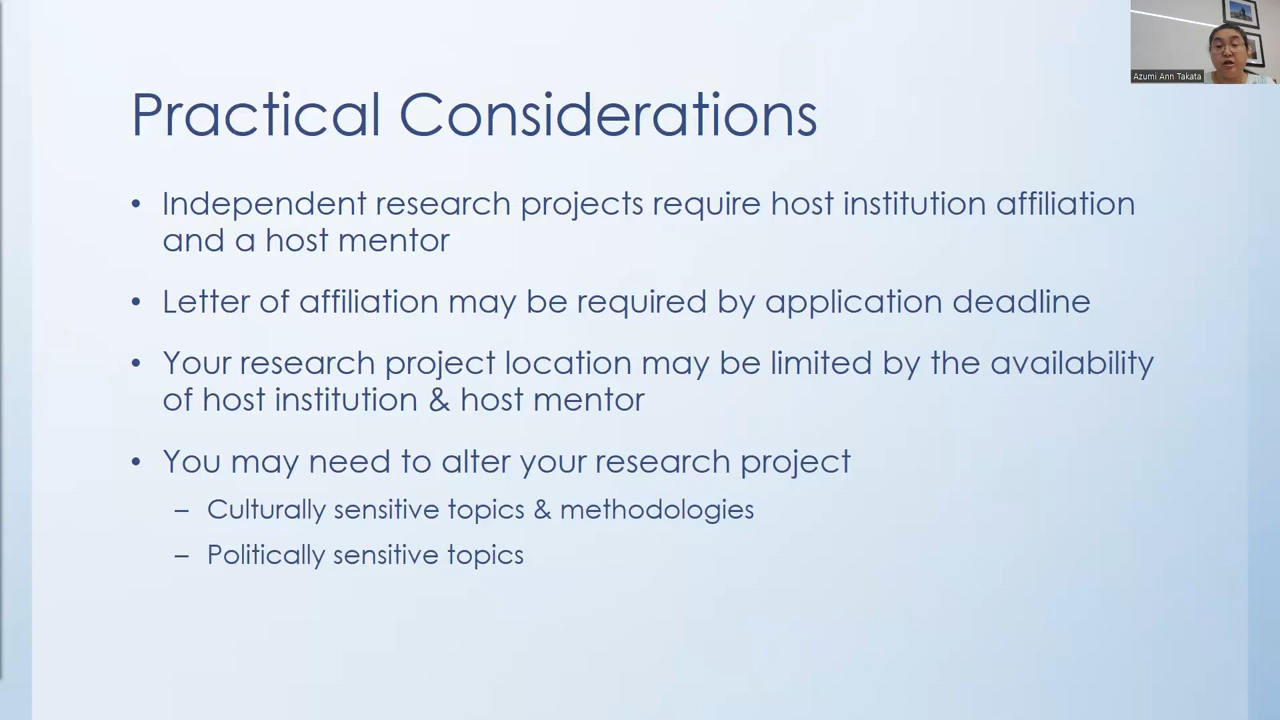 Azumi Ann Takata
Practical Considerations
• Independent research projects require host institution affiliation
and a host mentor
• Letter of affiliation may be required by application deadline
• Your research project location may be limited by the availability
of host institution & host mentor
• You may need to alter your research project
– Culturally sensitive topics & methodologies
– Politically sensitive topics